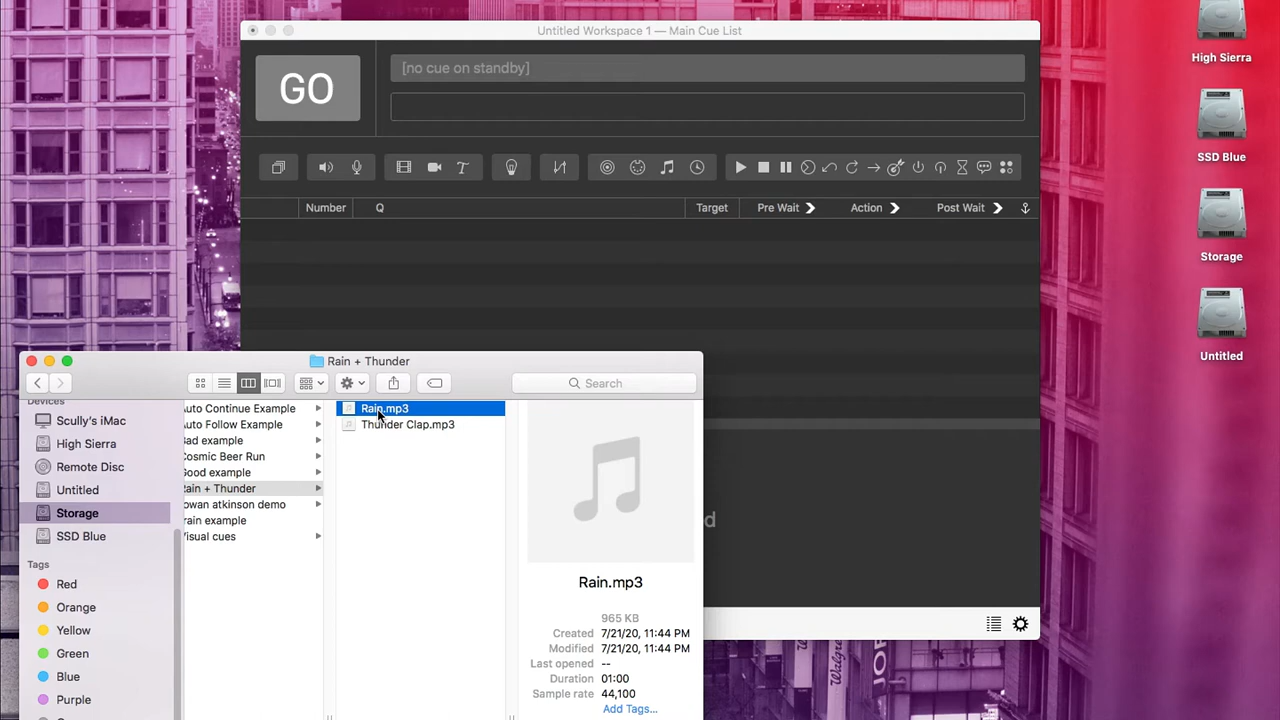 Untitled Workspace 1 — Main Cue List
High Sierra
GO
[no cue on standby]
SSD Blue
Number
Q
Target
Pre Wait
Action
Post Wait
Storage
Untitled
Rain + Thunder
Search
Devices
Scully's iMac
High Sierra
Remote Disc
Untitled
Storage
SSD Blue
Tags
Red
Orange
Yellow
Green
Blue
Purple
uto Continue Example
uto Follow Example
Bad example
Cosmic Beer Run
Good example
Rain + Thunder
owan atkinson demo
rain example
Visual cues
Rain.mp3
Thunder Clap.mp3
d
Rain.mp3
965 KB
Created 7/21/20, 11:44 PM
Modified 7/21/20, 11:44 PM
Last opened --
Duration 01:00
Sample rate 44,100
Add Tags...